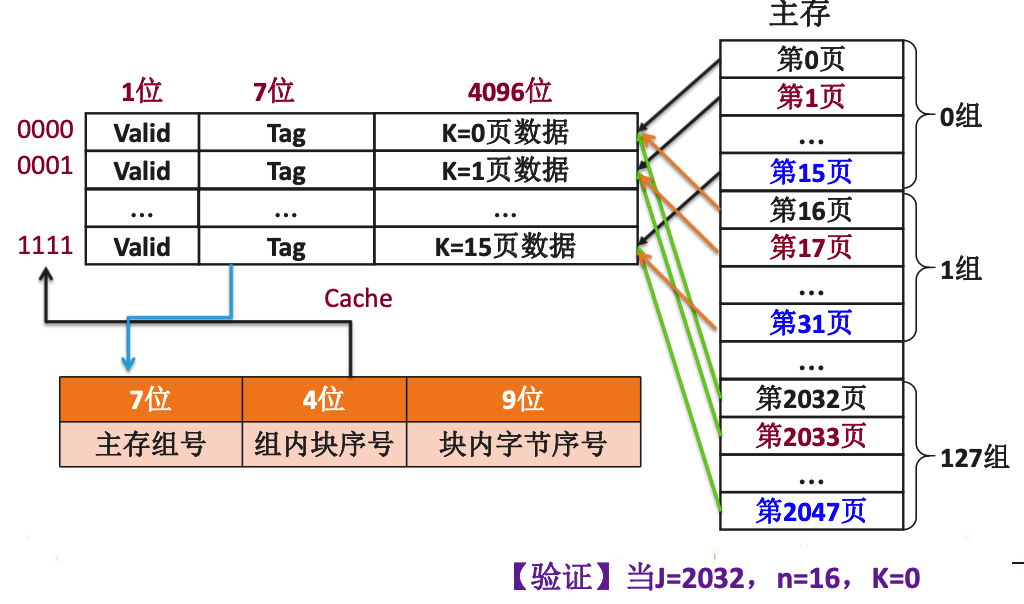 主存
第0页
第1页
...
第15页
0组
第16页
第17页
...
第31页
1组
...
第2032页
第2033页
...
第2047页
127组
1位 7位 4096位
0000 Valid Tag K=0页数据
0001 Valid Tag K=1页数据
... ... ...
1111 Valid Tag K=15页数据
Cache
7位 4位 9位
主存组号 组内块序号 块内字节序号
【验证】当J=2032，n=16，K=0